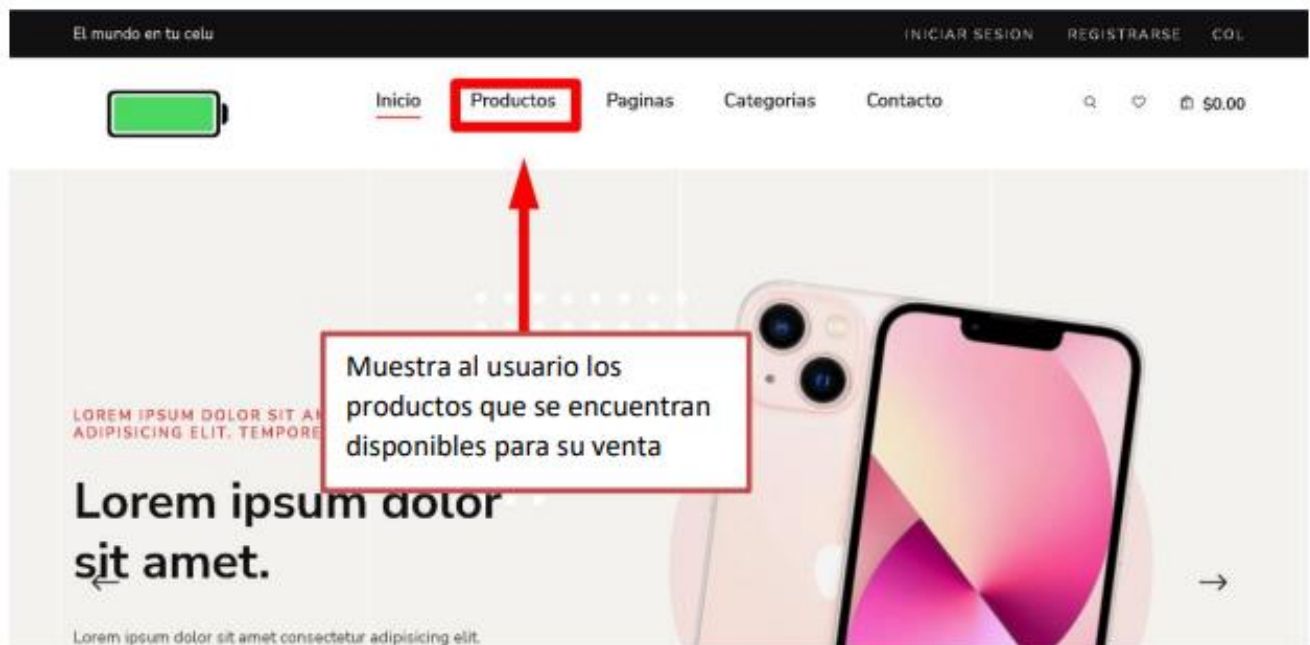 El mundo en tu celu
INICIAR SESION REGISTRARSE COL
Inicio Productos Paginas Categorias Contacto $0.00
Muestra al usuario los
productos que se encuentran
disponibles para su venta
LOREM IPSUM DOLOR SIT
ADIPISICING ELIT. TEMPORE
Lorem ipsum dolor
sit amet.
Lorem ipsum dolor sit amet consectetur adipisicing elit.